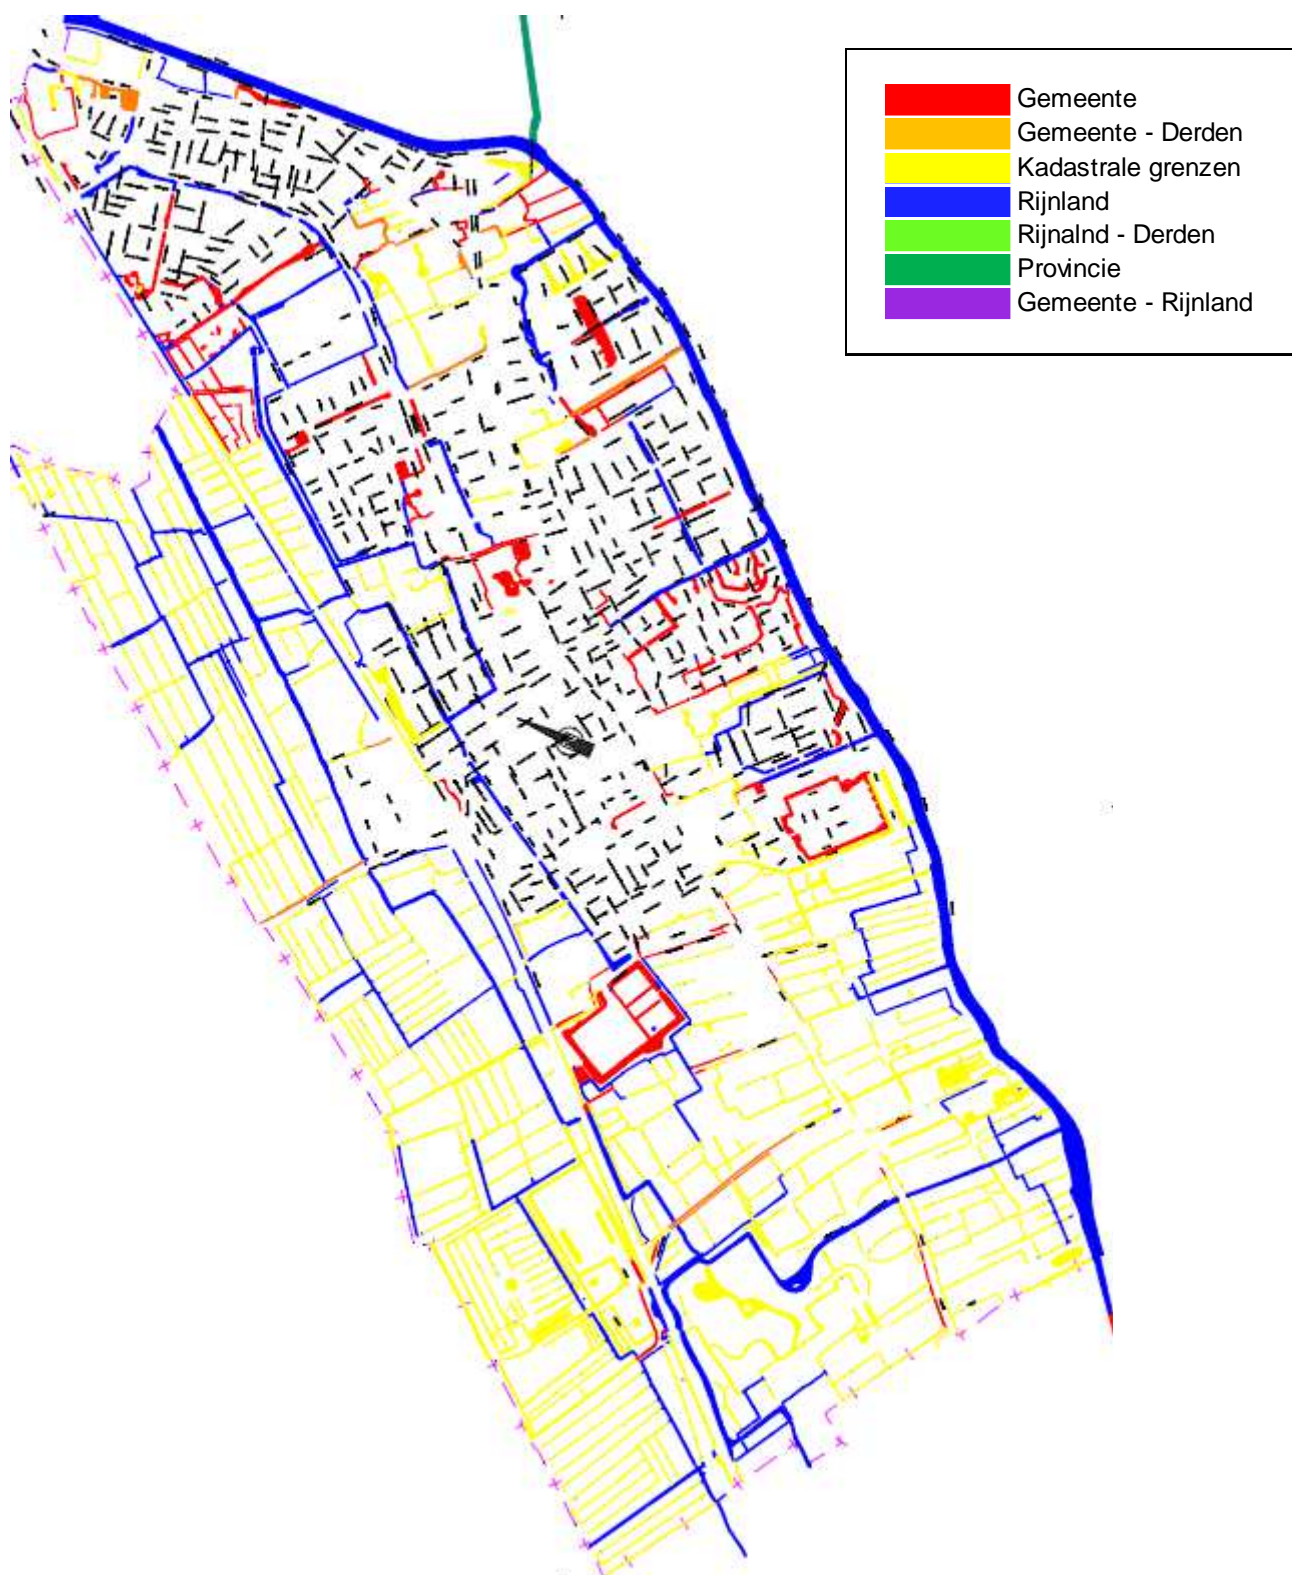 Gemeente
Gemeente - Derden
Kadastrale grenzen
Rijnland
Rijnalnd - Derden
Provincie
Gemeente - Rijnland